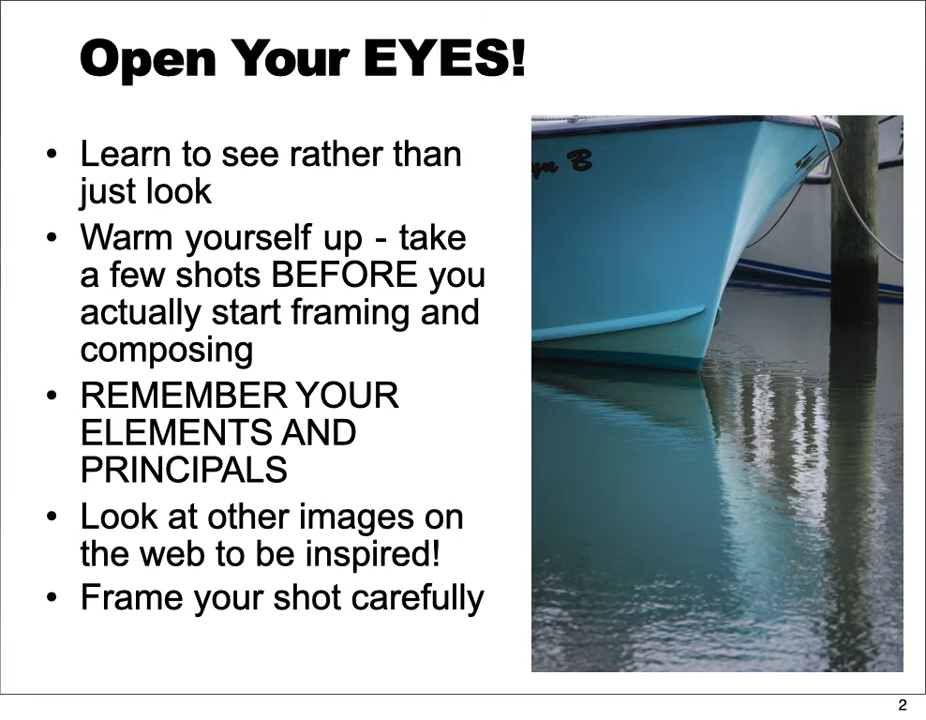 Open Your EYES!
• Learn to see rather than
just look
• Warm yourself up - take
a few shots BEFORE you
actually start framing and
composing
• REMEMBER YOUR
ELEMENTS AND
PRINCIPALS
• Look at other images on
the web to be inspired!
• Frame your shot carefully
B
2